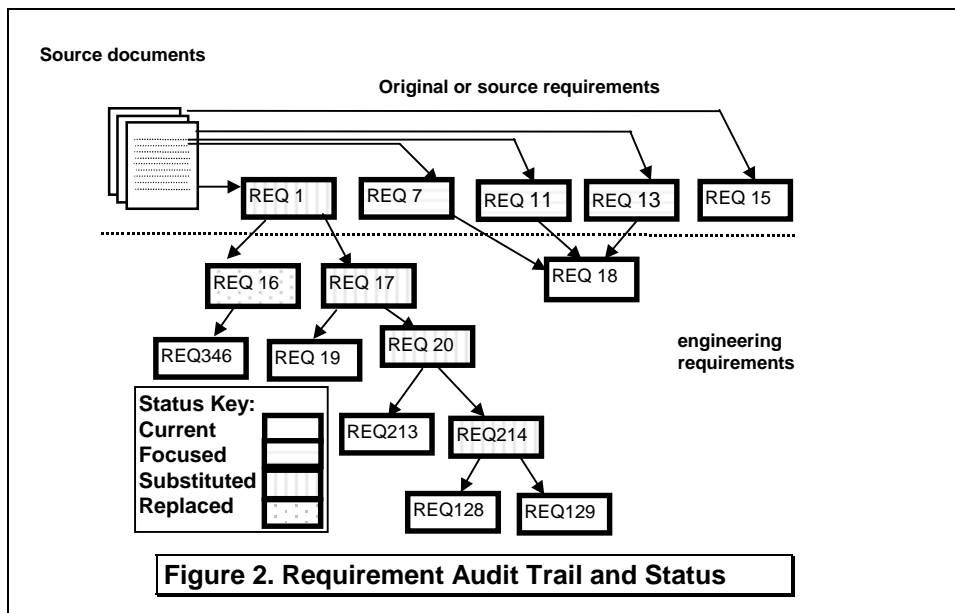 Source documents
Original or source requirements
REQ 1
REQ 7
REQ 11
REQ 13
REQ 15
REQ 16
REQ 17
REQ 18
REQ346
REQ 19
REQ 20
engineering
requirements
Status Key:
Current
Focused
Substituted
Replaced
REQ213
REQ214
REQ128
REQ129
Figure 2. Requirement Audit Trail and Status